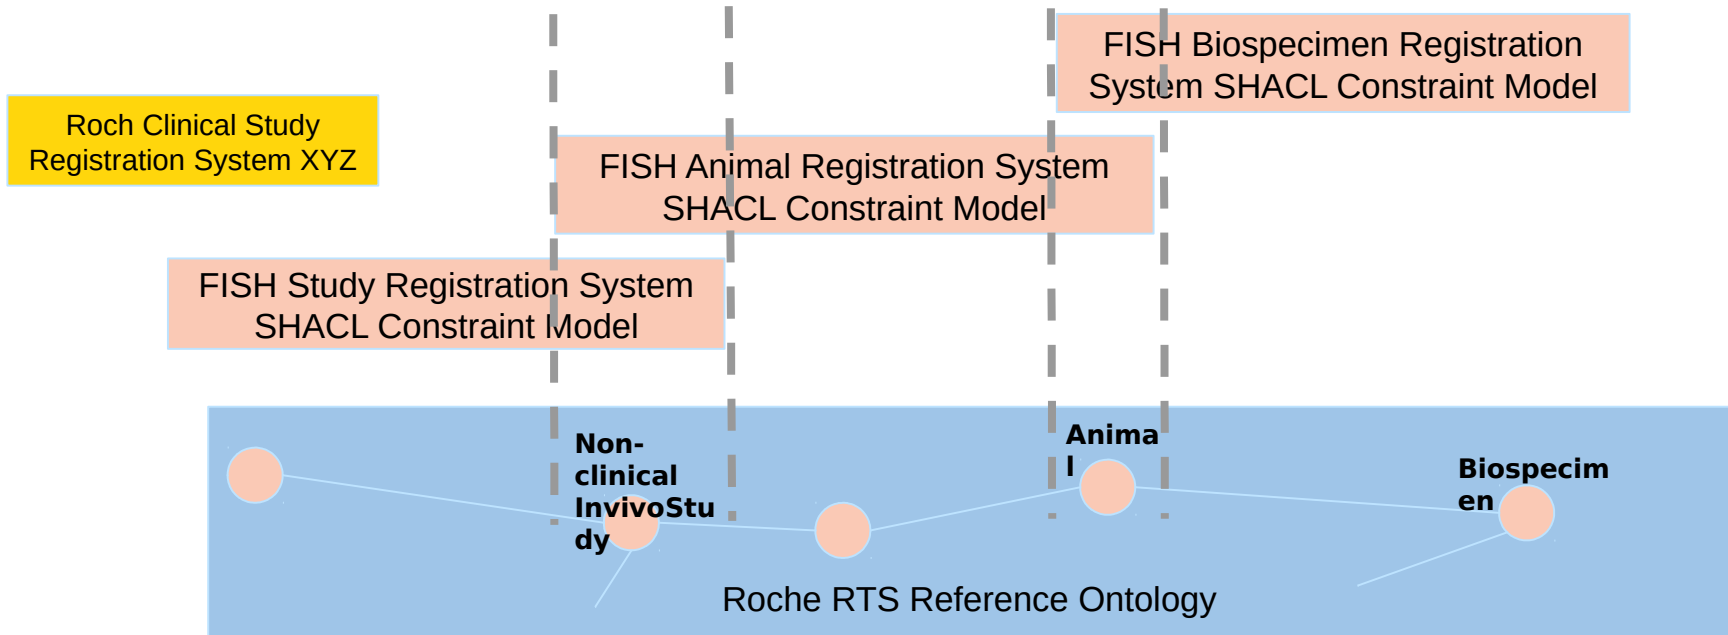 FISH Biospecimen Registration
System SHACL Constraint Model
Roch Clinical Study
Registration System XYZ
FISH Animal Registration System
SHACL Constraint Model
FISH Study Registration System
SHACL Constraint Model
Non-
clinical
InvivoStu
dy
Anima
l
Biospecim
en
Roche RTS Reference Ontology